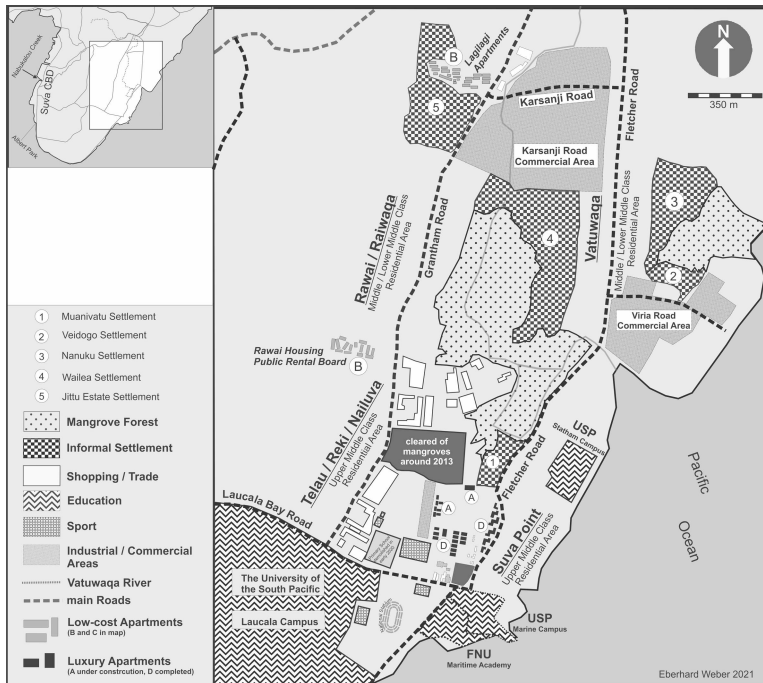 Nabukalou Creek
Suva CBD
Albert Park
B
Lagilagi
Apartments
5
Karsanji Road
Karsanji Road
Commercial Area
Fletcher Road
N
350 m
Rawai / Raiwaqa
Middle / Lower Middle Class
Residential Area
Grantham Road
4
Vatuwaqa
Middle / Lower Middle Class
Residential Area
3
2
Viria Road
Commercial Area
Rawai Housing
Public Rental Board
B
Telau / Reki / Nailuva
Upper Middle Class
Residential Area
cleared of
mangroves
around 2013
1
Fletcher Road
USP
Statham Campus
Pacific
Ocean
A
A
D
D
Suva Point
Upper Middle Class
Residential Area
Laucala Bay Road
The University of
the South Pacific
Laucala Campus
USP
Marine Campus
FNU
Maritime Academy
Eberhard Weber 2021
1 Muanivatu Settlement
2 Veidogo Settlement
3 Nanuku Settlement
4 Wailea Settlement
5 Jittu Estate Settlement
Mangrove Forest
Informal Settlement
Shopping / Trade
Education
Sport
Industrial / Commercial
Areas
Vatuwaqa River
main Roads
Low-cost Apartments
(B and C in map)
Luxury Apartments
(A under constrcution, D completed)